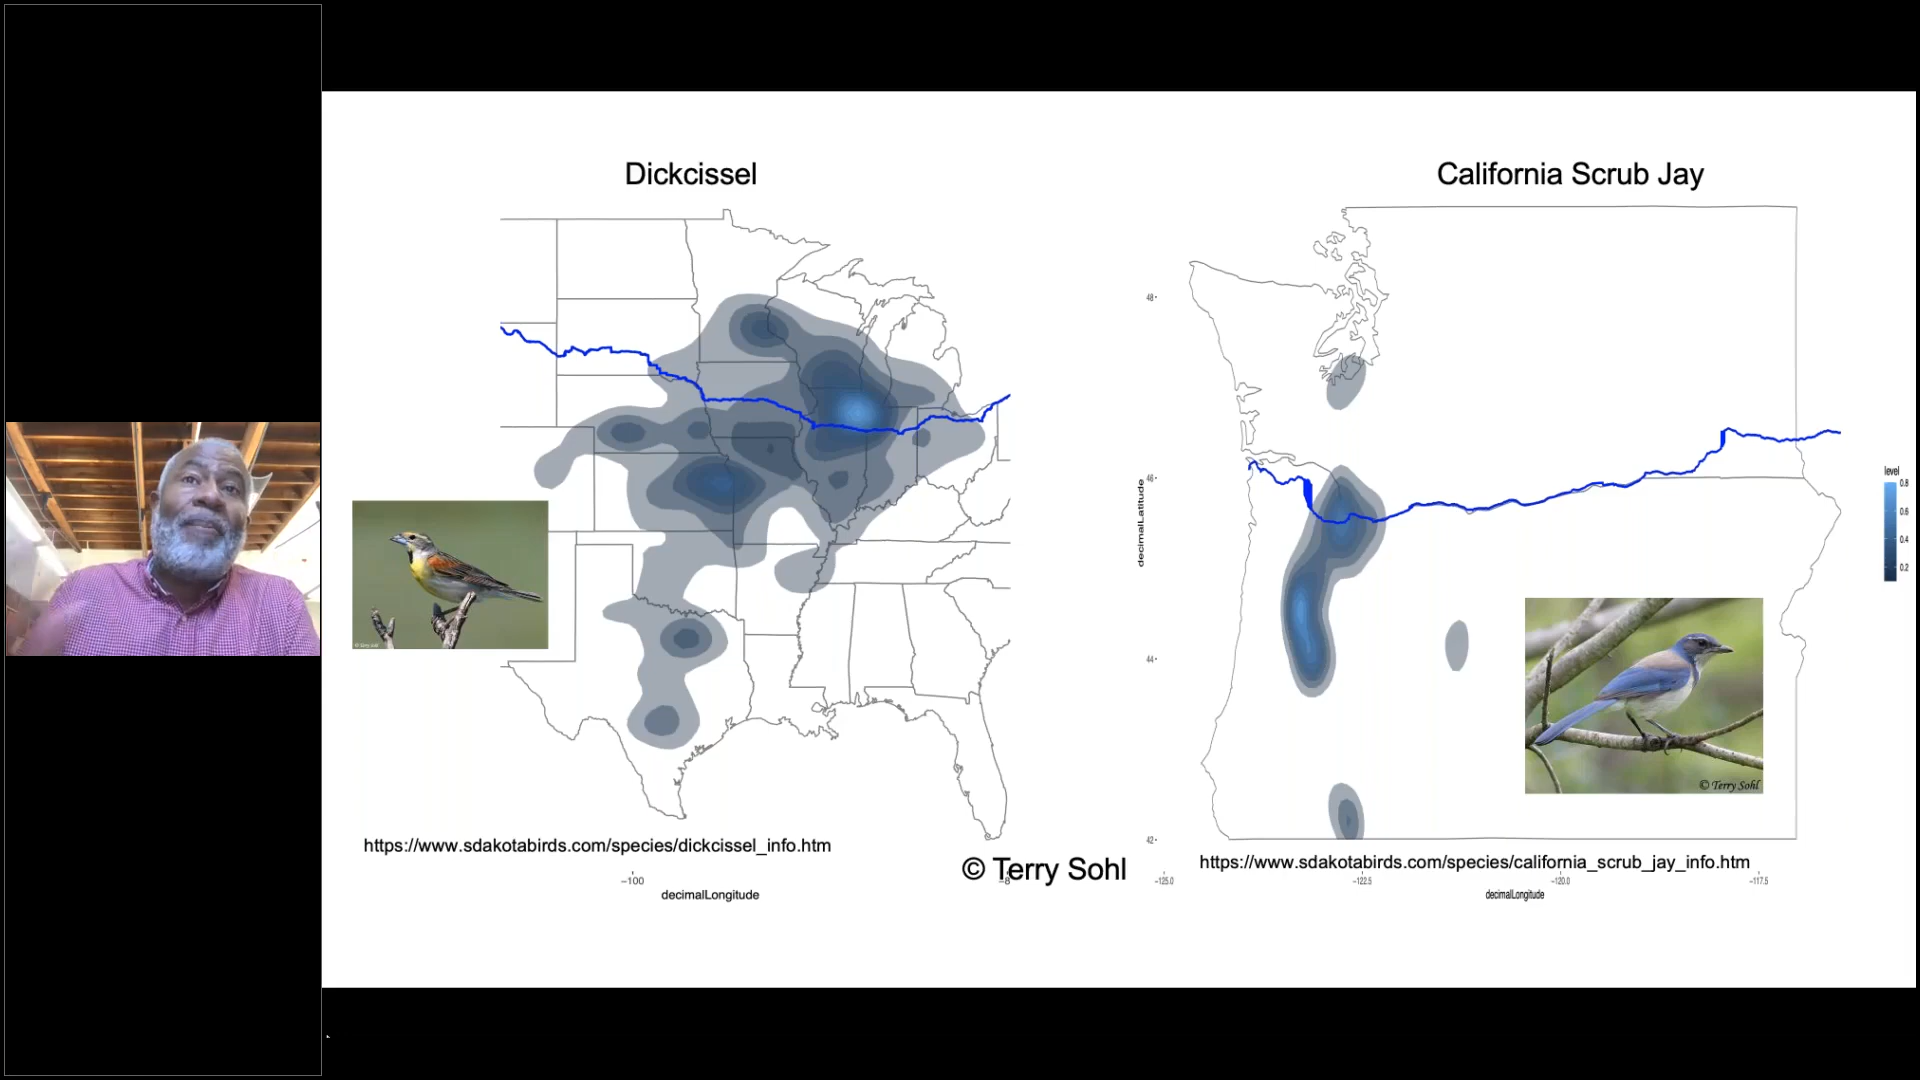 Dickcissel
https://www.sdakotabirds.com/species/dickcissel_info.htm
−100
decimalLongitude
© Terry Sohl
California Scrub Jay
48
46
44
42
decimalLatitude
© Terry Sohl
https://www.sdakotabirds.com/species/california_scrub_jay_info.htm
−125.0
−122.5
−120.0
−117.5
decimalLongitude
level
0.8
0.6
0.4
0.2